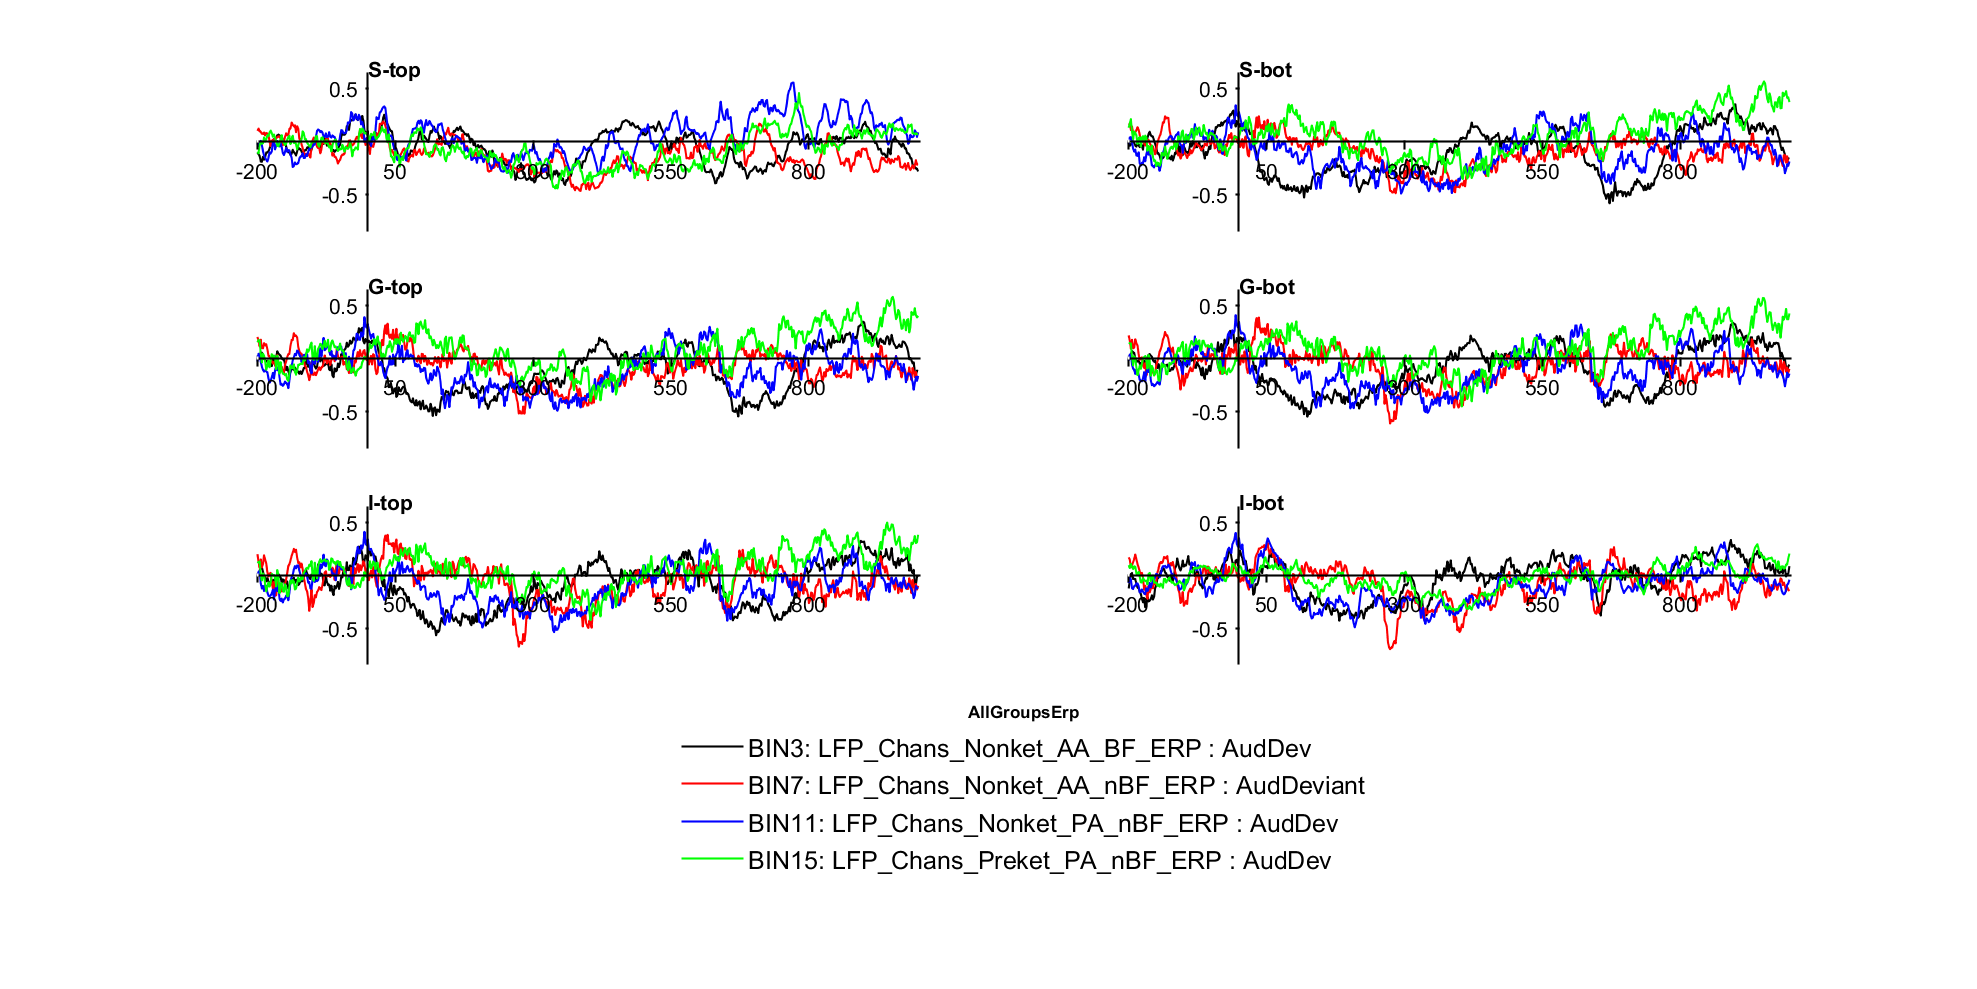 S-top
0.5
-200 50 300 550 800
-0.5
S-bot
0.5
-200 50 300 550 800
-0.5
G-top
0.5
-200 50 300 550 800
-0.5
G-bot
0.5
-200 50 300 550 800
-0.5
I-top
0.5
-200 50 300 550 800
-0.5
I-bot
0.5
-200 50 300 550 800
-0.5
AllGroupsErp
BIN3: LFP_Chans_Nonket_AA_BF_ERP : AudDev
BIN7: LFP_Chans_Nonket_AA_nBF_ERP : AudDeviant
BIN11: LFP_Chans_Nonket_PA_nBF_ERP : AudDev
BIN15: LFP_Chans_Preket_PA_nBF_ERP : AudDev